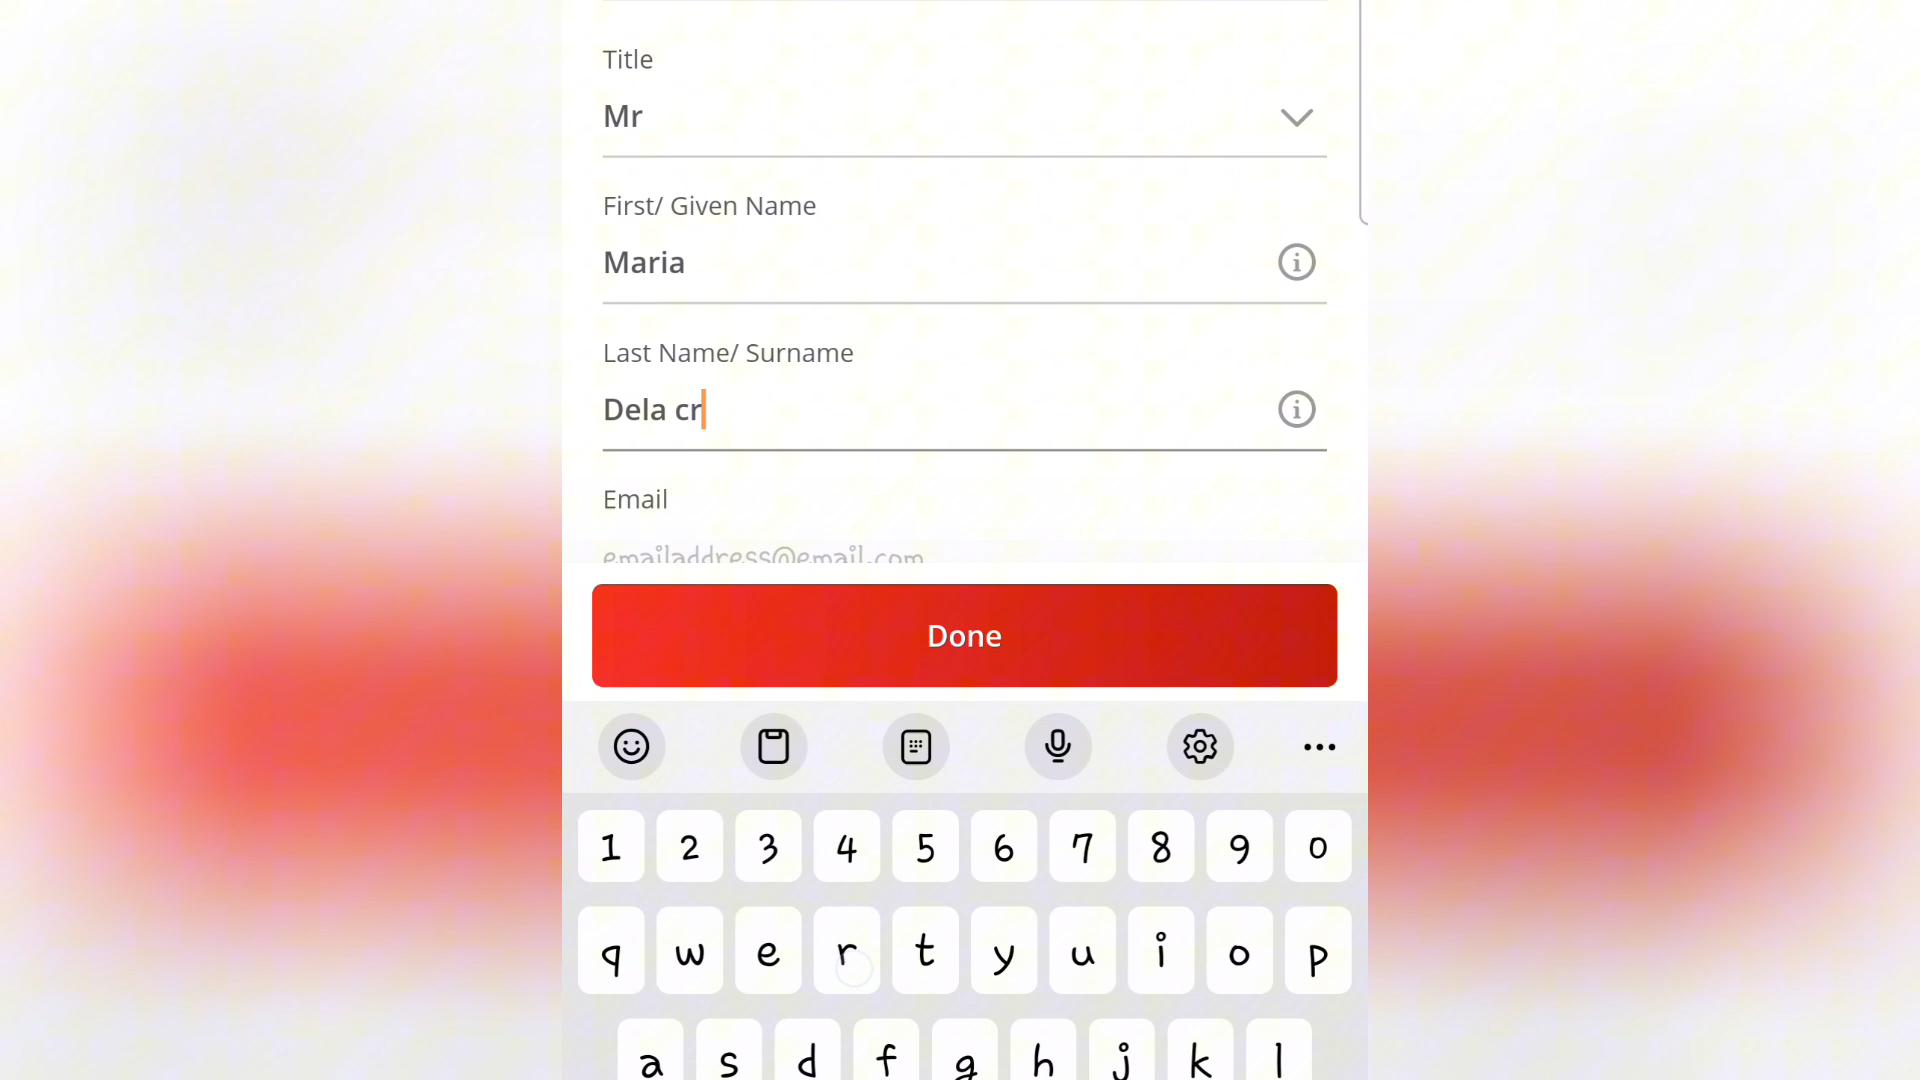 Title
Mr
First/ Given Name
Maria
Last Name/ Surname
Dela cr
Email
emailaddress@email.com
Done
1 2 3 4 5 6 7 8 9 0
q w e r t y u i o p
a s d f g h j k l